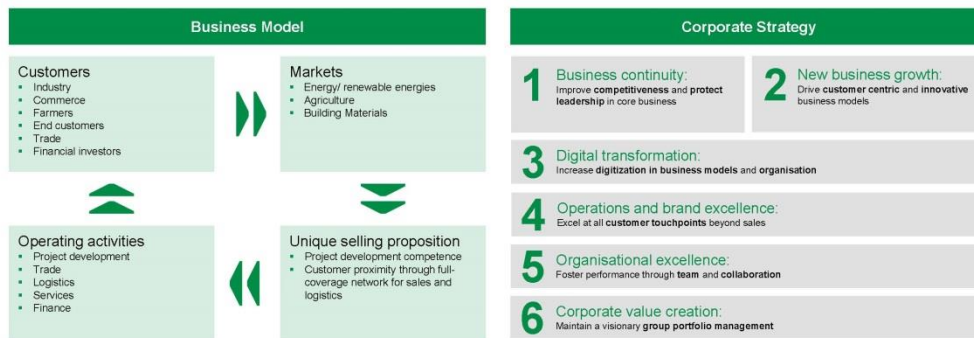 Business Model
Customers
▪ Industry
▪ Commerce
▪ Farmers
▪ End customers
▪ Trade
▪ Financial investors
Markets
▪ Energy/ renewable energies
▪ Agriculture
▪ Building Materials
Operating activities
▪ Project development
▪ Trade
▪ Logistics
▪ Services
▪ Finance
Unique selling proposition
▪ Project development competence
▪ Customer proximity through full-
coverage network for sales and
logistics
Corporate Strategy
1 Business continuity:
Improve competitiveness and protect
leadership in core business
2 New business growth:
Drive customer centric and innovative
business models
3 Digital transformation:
Increase digitization in business models and organisation
4 Operations and brand excellence:
Excel at all customer touchpoints beyond sales
5 Organisational excellence:
Foster performance through team and collaboration
6 Corporate value creation:
Maintain a visionary group portfolio management